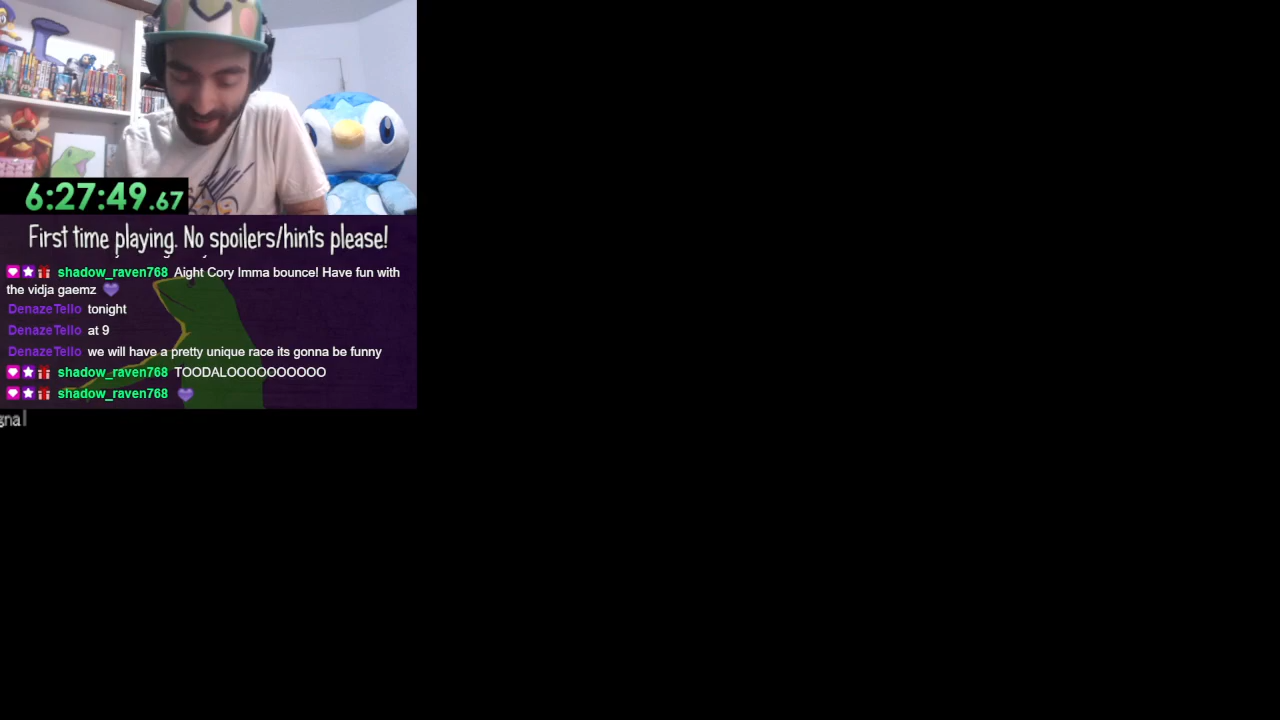 6:27:49.67
First time playing. No spoilers/hints please!
shadow_raven768 Aight Cory Imma bounce! Have fun with
the vidja gaemz
DenazeTello tonight
DenazeTello at 9
DenazeTello we will have a pretty unique race its gonna be funny
shadow_raven768 TOODALOOOOOOOOOO
shadow_raven768
gnal